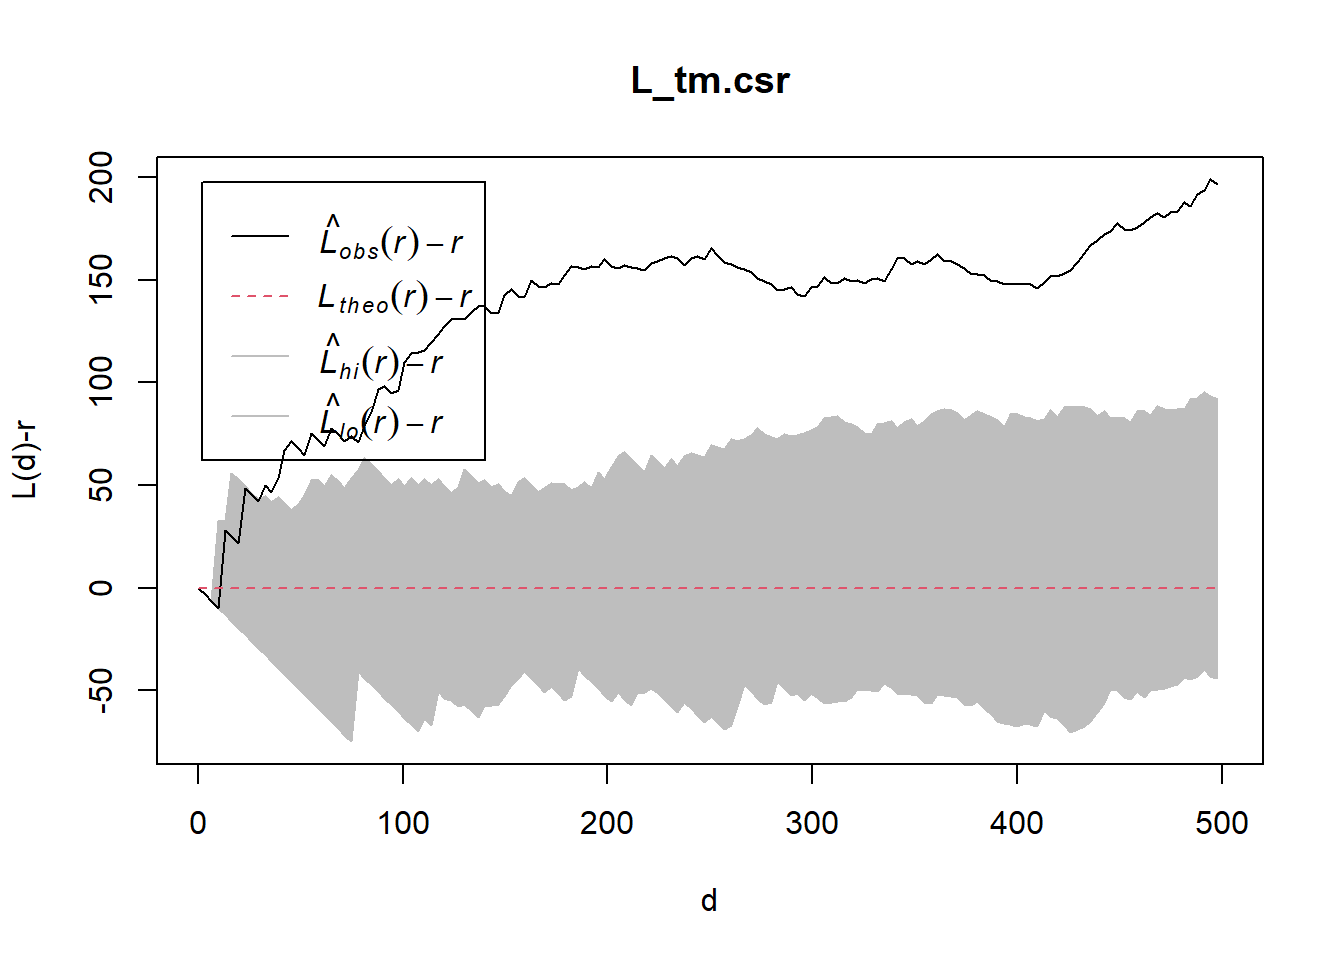 L_tm.csr
L(d)-r
200
150
100
50
0
-50
L̂obs(r) − r
Ltheo(r) − r
L̂hi(r) − r
L̂lo(r) − r
0 100 200 300 400 500
d